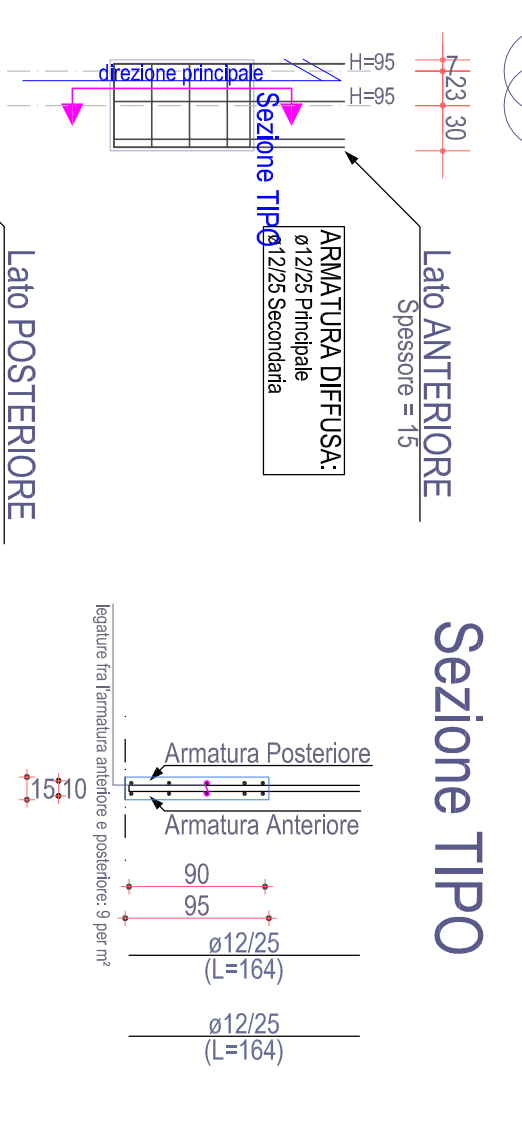 direzione principale
H=95
H=95
7
23
30
Sezione TIPO
ARMATURA DIFFUSA:
ø12/25 Principale
ø12/25 Secondaria
Lato ANTERIORE
Spessore = 15
Lato POSTERIORE
Sezione TIPO
legature fra l'armatura anteriore e posteriore: 9 per m²
Armatura Posteriore
15
10
Armatura Anteriore
90
95
ø12/25
(L=164)
ø12/25
(L=164)